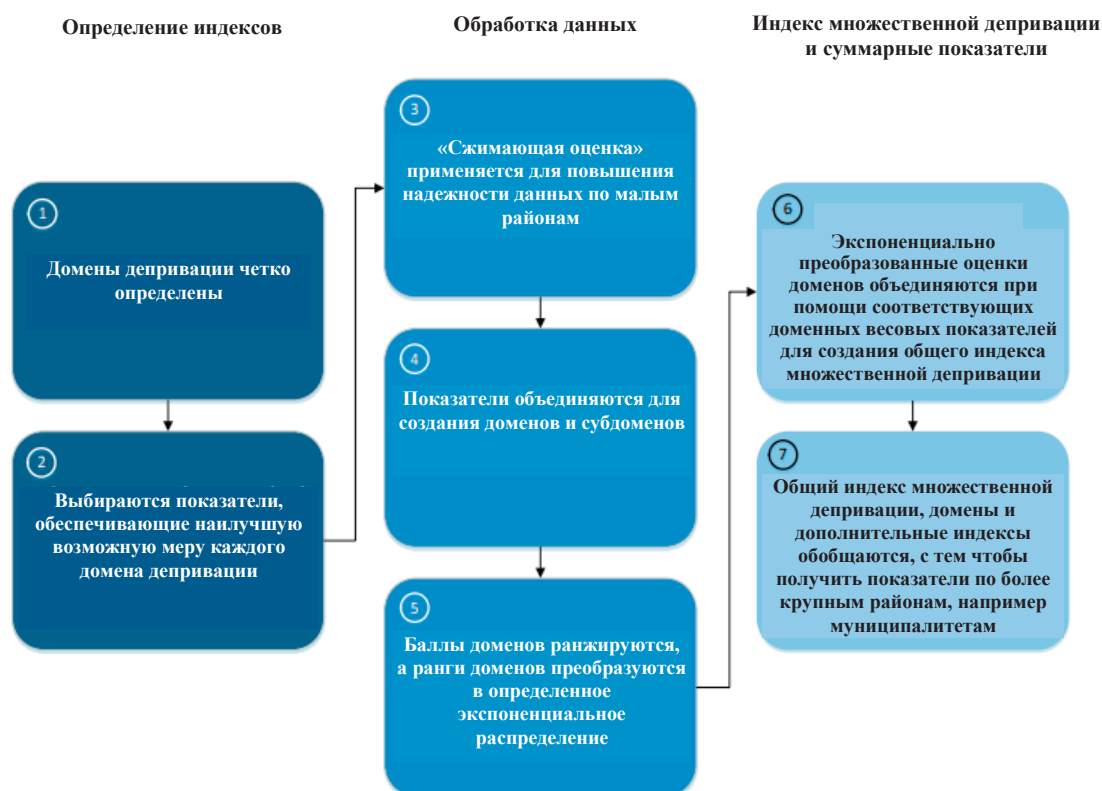 Определение индексов
Обработка данных
Индекс множественной депривации
и суммарные показатели
1
Домены депривации четко
определены
2
Выбираются показатели,
обеспечивающие наилучшую
возможную меру каждого
домена депривации
3
«Сжимающая оценка»
применяется для повышения
надежности данных по малым
районам
4
Показатели объединяются для
создания доменов и субдоменов
5
Баллы доменов ранжируются,
а ранги доменов преобразуются
в определенное
экспоненциальное
распределение
6
Экспоненциально
преобразованные оценки
доменов объединяются при
помощи соответствующих
доменных весовых показателей
для создания общего индекса
множественной депривации
7
Общий индекс множественной
депривации, домены и
дополнительные индексы
обобщаются, с тем чтобы
получить показатели по более
крупным районам, например
муниципалитетам